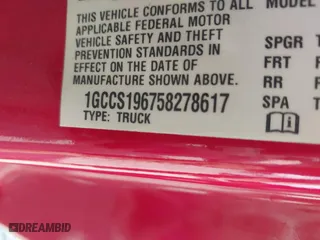 THIS VEHICLE CONFORMS TO ALL
APPLICABLE FEDERAL MOTOR
VEHICLE SAFETY AND THEFT
PREVENTION STANDARDS IN
EFFECT ON THE DATE OF
MANUFACTURE SHOWN ABOVE.
1GCCS196758278617
TYPE: TRUCK
MODEL
SPGR T
FRT
RR
SPA
DREAMBID